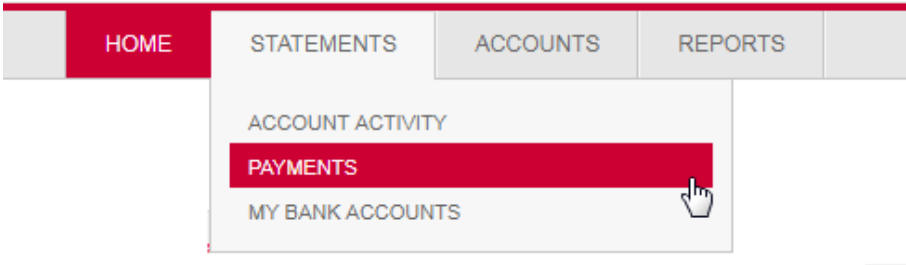 HOME STATEMENTS ACCOUNTS REPORTS
ACCOUNT ACTIVITY
PAYMENTS
MY BANK ACCOUNTS